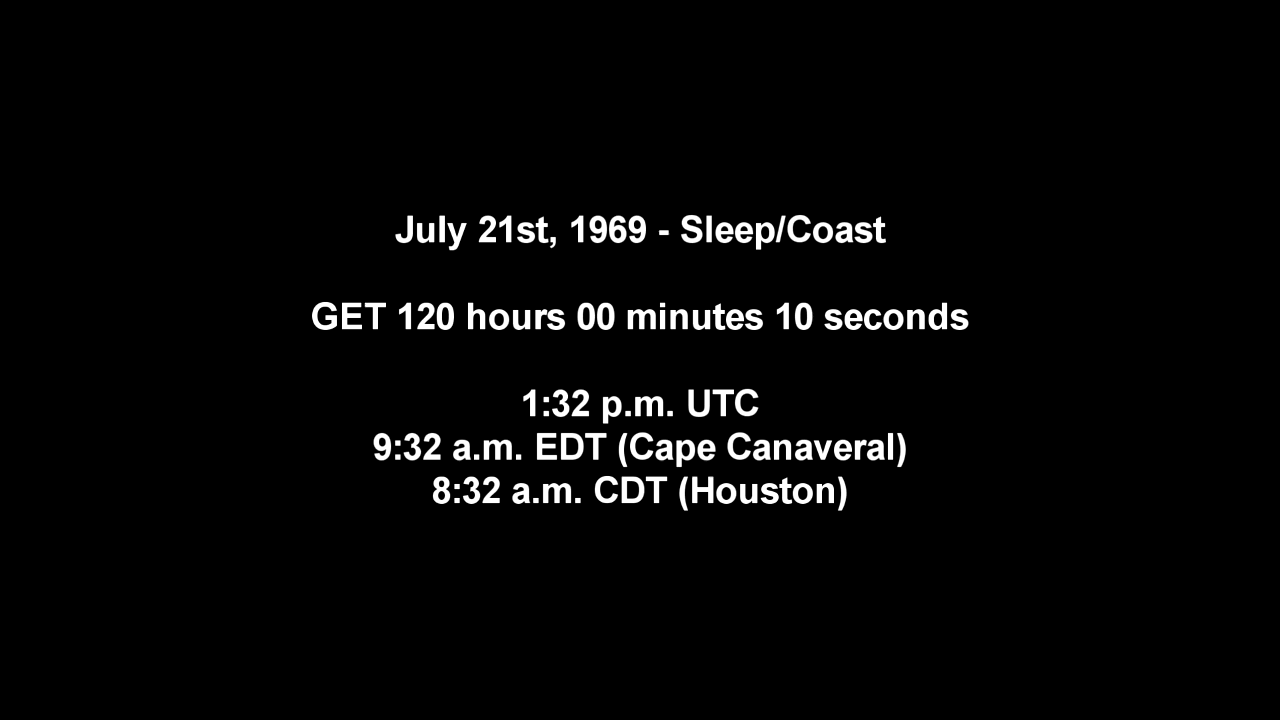 July 21st, 1969 - Sleep/Coast
GET 120 hours 00 minutes 10 seconds
1:32 p.m. UTC
9:32 a.m. EDT (Cape Canaveral)
8:32 a.m. CDT (Houston)